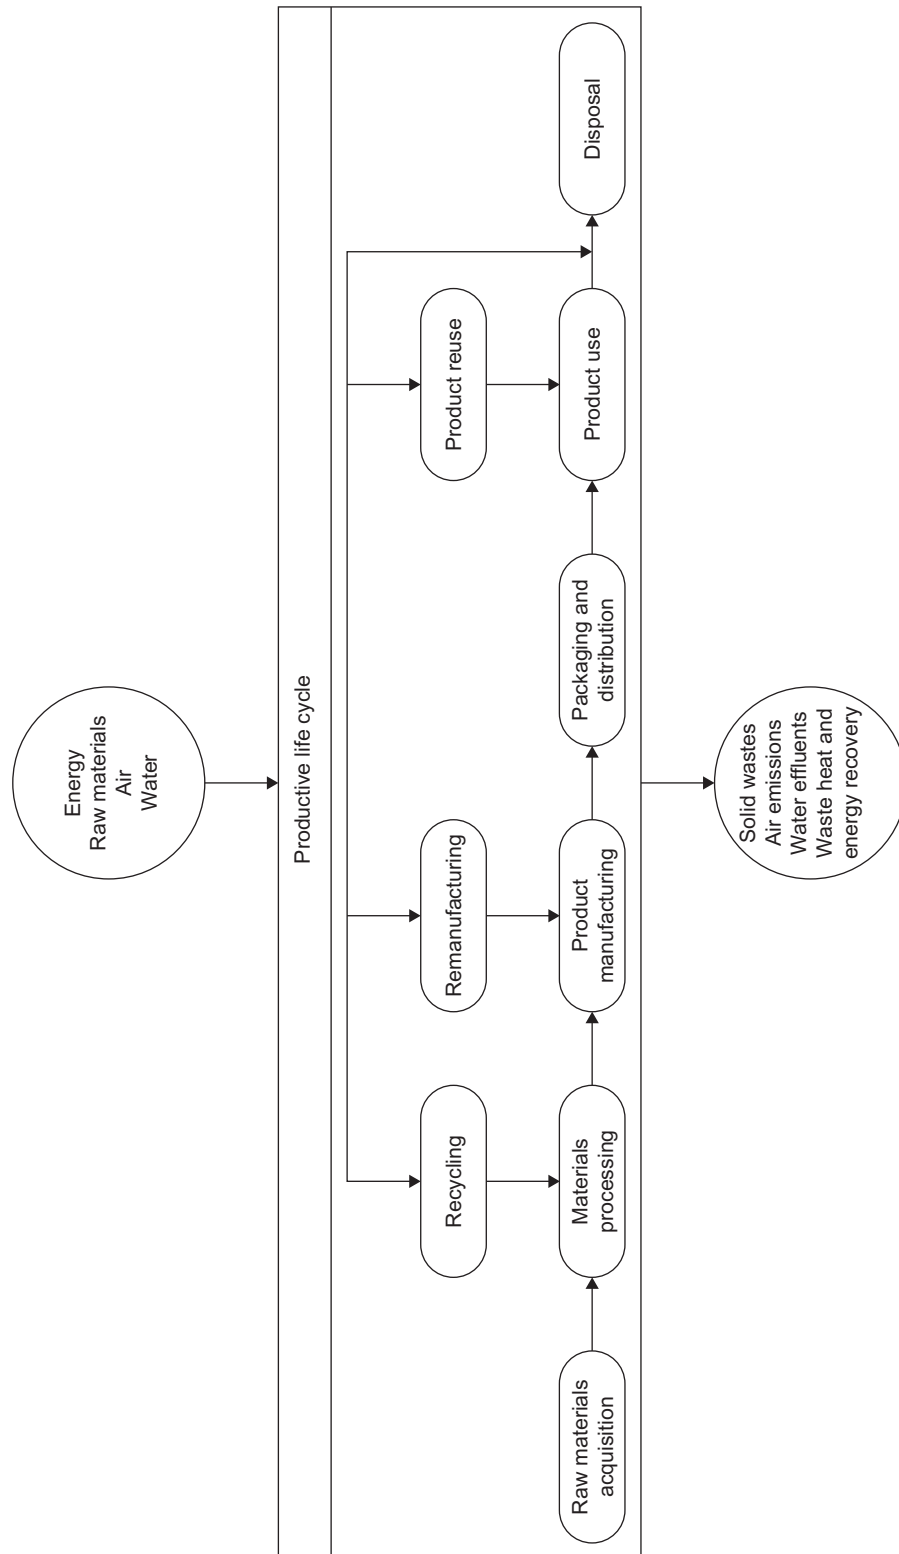 Energy
Raw materials
Air
Water
Productive life cycle
Recycling
Remanufacturing
Product reuse
Raw materials
acquisition
Materials
processing
Product
manufacturing
Packaging and
distribution
Product use
Disposal
Solid wastes
Air emissions
Water effluents
Waste heat and
energy recovery